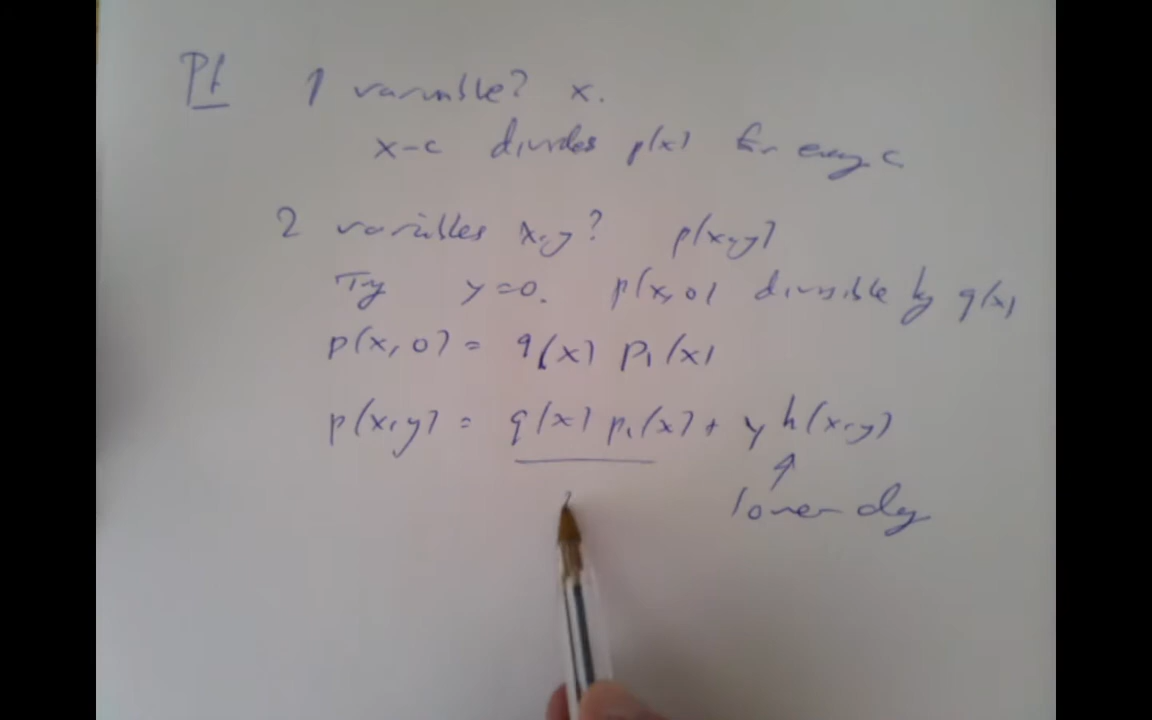 Pf 1 variable? x.
x-c divides p(x) for every c
2 variables x,y? p(x,y)
Try y=0. p(x,0) divisible by q(x)
p(x,0) = q(x) p₁(x)
p(x,y) = q(x) p₁(x) + y h(x,y)
↑
lower deg